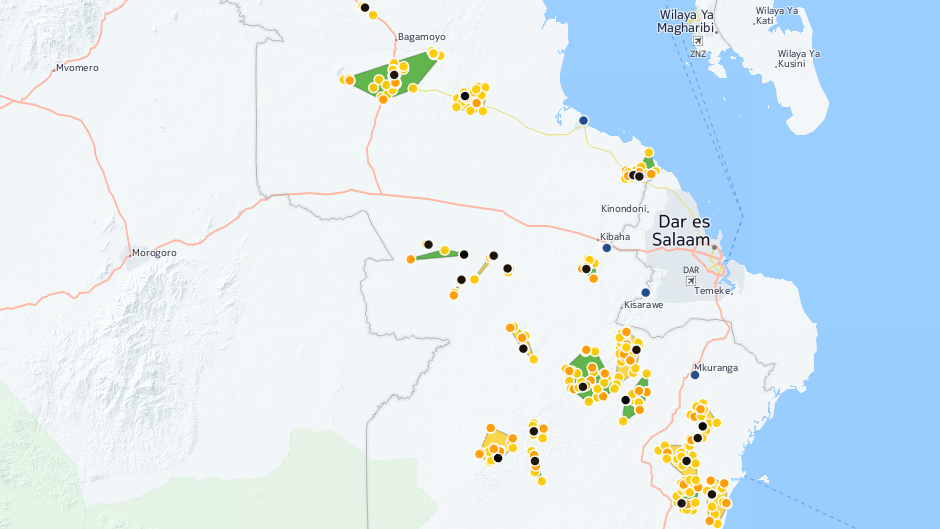 Wilaya Ya
Magharibi
ZNZ
Wilaya Ya
Kati
Wilaya Ya
Kusini
Bagamoyo
Mvomero
Kinondoni
Dar es
Salaam
Kibaha
Morogoro
DAR
Temeke
Kisarawe
Mkuranga